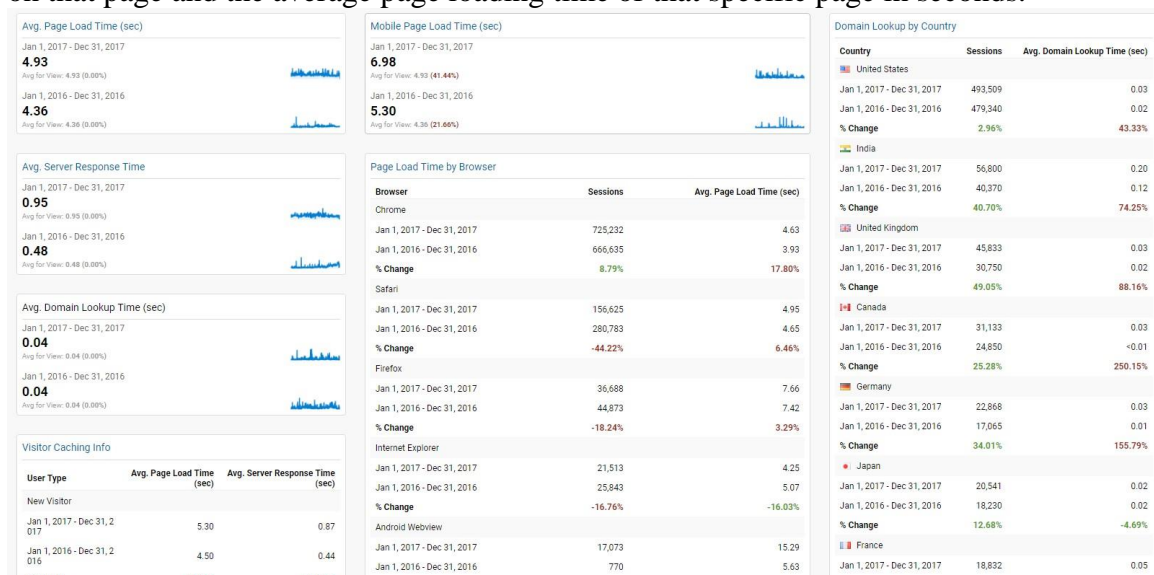 on that page and the average page loading time of that specific page in seconds.
Avg. Page Load Time (sec)
Jan 1, 2017 - Dec 31, 2017
4.93
Avg for View: 4.93 (0.00%)
Jan 1, 2016 - Dec 31, 2016
4.36
Avg for View: 4.36 (0.00%)
Avg. Server Response Time
Jan 1, 2017 - Dec 31, 2017
0.95
Avg for View: 0.95 (0.00%)
Jan 1, 2016 - Dec 31, 2016
0.48
Avg for View: 0.48 (0.00%)
Avg. Domain Lookup Time (sec)
Jan 1, 2017 - Dec 31, 2017
0.04
Avg for View: 0.04 (0.00%)
Jan 1, 2016 - Dec 31, 2016
0.04
Avg for View: 0.04 (0.00%)
Visitor Caching Info
User Type Avg. Page Load Time (sec) Avg. Server Response Time (sec)
New Visitor
Jan 1, 2017 - Dec 31, 2
017 5.30 0.87
Jan 1, 2016 - Dec 31, 2
016 4.50 0.44
Mobile Page Load Time (sec)
Jan 1, 2017 - Dec 31, 2017
6.98
Avg for View: 4.93 (41.44%)
Jan 1, 2016 - Dec 31, 2016
5.30
Avg for View: 4.36 (21.66%)
Page Load Time by Browser
Browser Sessions Avg. Page Load Time (sec)
Chrome
Jan 1, 2017 - Dec 31, 2017 725,232 4.63
Jan 1, 2016 - Dec 31, 2016 666,635 3.93
% Change 8.79% 17.80%
Safari
Jan 1, 2017 - Dec 31, 2017 156,625 4.95
Jan 1, 2016 - Dec 31, 2016 280,783 4.65
% Change -44.22% 6.46%
Firefox
Jan 1, 2017 - Dec 31, 2017 36,688 7.66
Jan 1, 2016 - Dec 31, 2016 44,873 7.42
% Change -18.24% 3.29%
Internet Explorer
Jan 1, 2017 - Dec 31, 2017 21,513 4.25
Jan 1, 2016 - Dec 31, 2016 25,843 5.07
% Change -16.76% -16.03%
Android Webview
Jan 1, 2017 - Dec 31, 2017 17,073 15.29
Jan 1, 2016 - Dec 31, 2016 770 5.63
Domain Lookup by Country
Country Sessions Avg. Domain Lookup Time (sec)
United States
Jan 1, 2017 - Dec 31, 2017 493,509 0.03
Jan 1, 2016 - Dec 31, 2016 479,340 0.02
% Change 2.96% 43.33%
India
Jan 1, 2017 - Dec 31, 2017 56,800 0.20
Jan 1, 2016 - Dec 31, 2016 40,370 0.12
% Change 40.70% 74.25%
United Kingdom
Jan 1, 2017 - Dec 31, 2017 45,833 0.03
Jan 1, 2016 - Dec 31, 2016 30,750 0.02
% Change 49.05% 88.16%
Canada
Jan 1, 2017 - Dec 31, 2017 31,133 0.03
Jan 1, 2016 - Dec 31, 2016 24,850 <0.01
% Change 25.28% 250.15%
Germany
Jan 1, 2017 - Dec 31, 2017 22,868 0.03
Jan 1, 2016 - Dec 31, 2016 17,065 0.01
% Change 34.01% 155.79%
Japan
Jan 1, 2017 - Dec 31, 2017 20,541 0.02
Jan 1, 2016 - Dec 31, 2016 18,230 0.02
% Change 12.68% -4.69%
France
Jan 1, 2017 - Dec 31, 2017 18,832 0.05